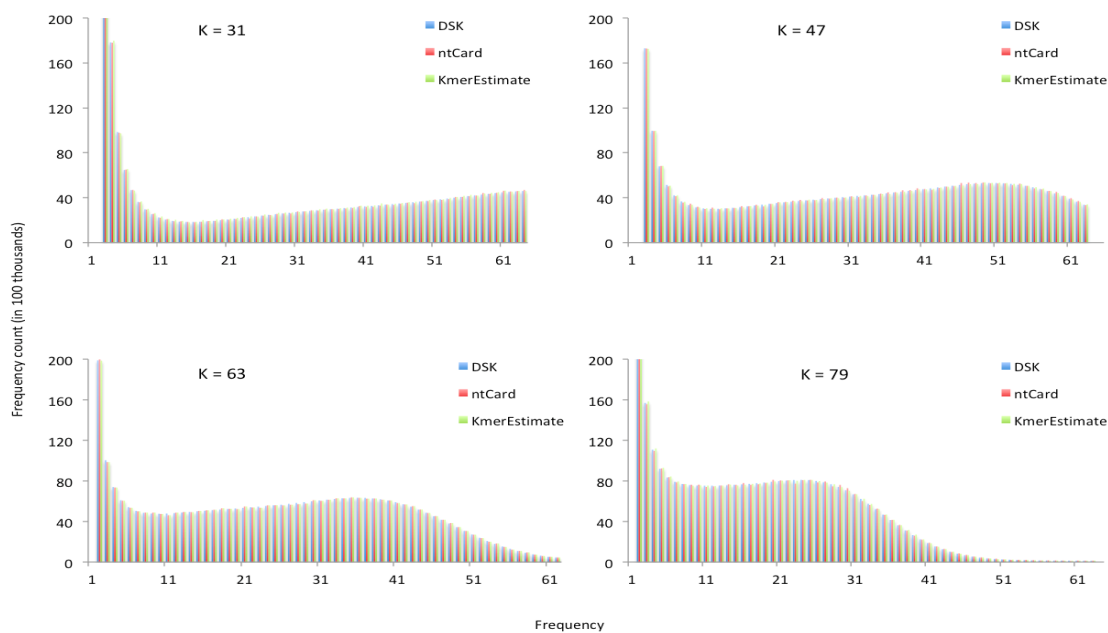 K = 31
DSK
ntCard
KmerEstimate
200
160
120
80
40
0
1 11 21 31 41 51 61
K = 47
DSK
ntCard
KmerEstimate
200
160
120
80
40
0
1 11 21 31 41 51 61
Frequency count (in 100 thousands)
K = 63
DSK
ntCard
KmerEstimate
200
160
120
80
40
0
1 11 21 31 41 51 61
K = 79
DSK
ntCard
KmerEstimate
200
160
120
80
40
0
1 11 21 31 41 51 61
Frequency